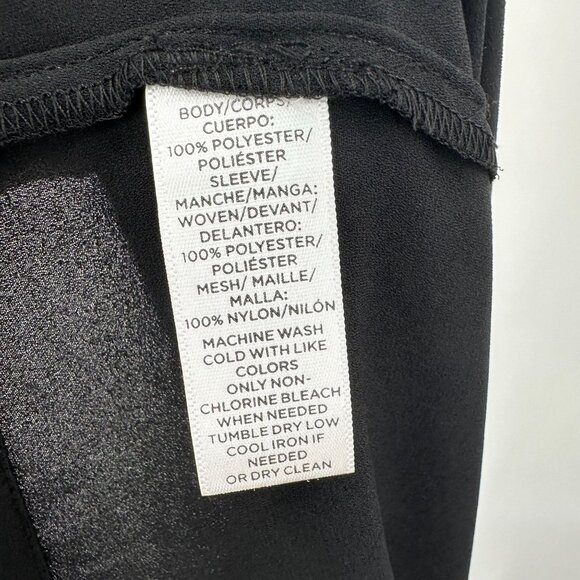 BODY/CORPS/
CUERPO:
100% POLYESTER/
POLIÉSTER
SLEEVE/
MANCHE/MANGA:
WOVEN/DEVANT/
DELANTERO:
100% POLYESTER/
POLIÉSTER
MESH/ MAILLE/
MALLA:
100% NYLON/NILÓN
MACHINE WASH
COLD WITH LIKE
COLORS
ONLY NON-
CHLORINE BLEACH
WHEN NEEDED
TUMBLE DRY LOW
COOL IRON IF
NEEDED
OR DRY CLEAN